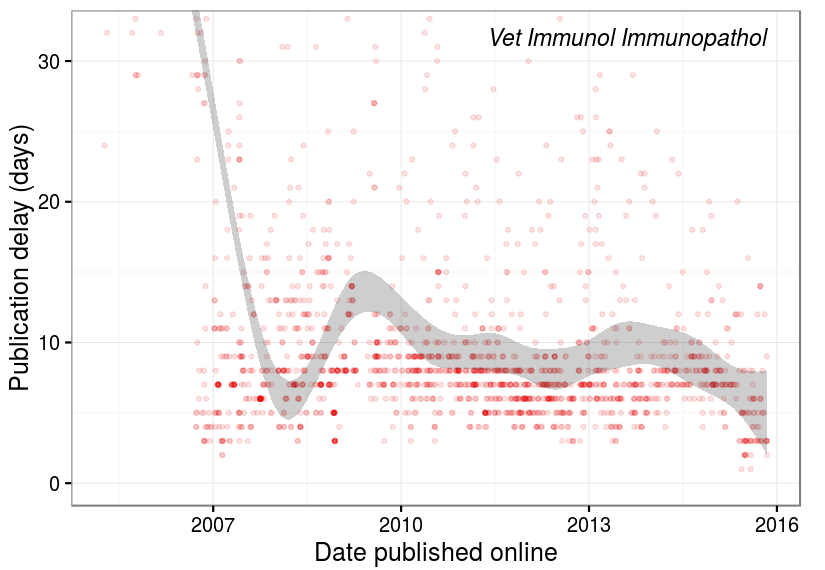 Vet Immunol Immunopathol
Publication delay (days)
30
20
10
0
2007
2010
2013
2016
Date published online